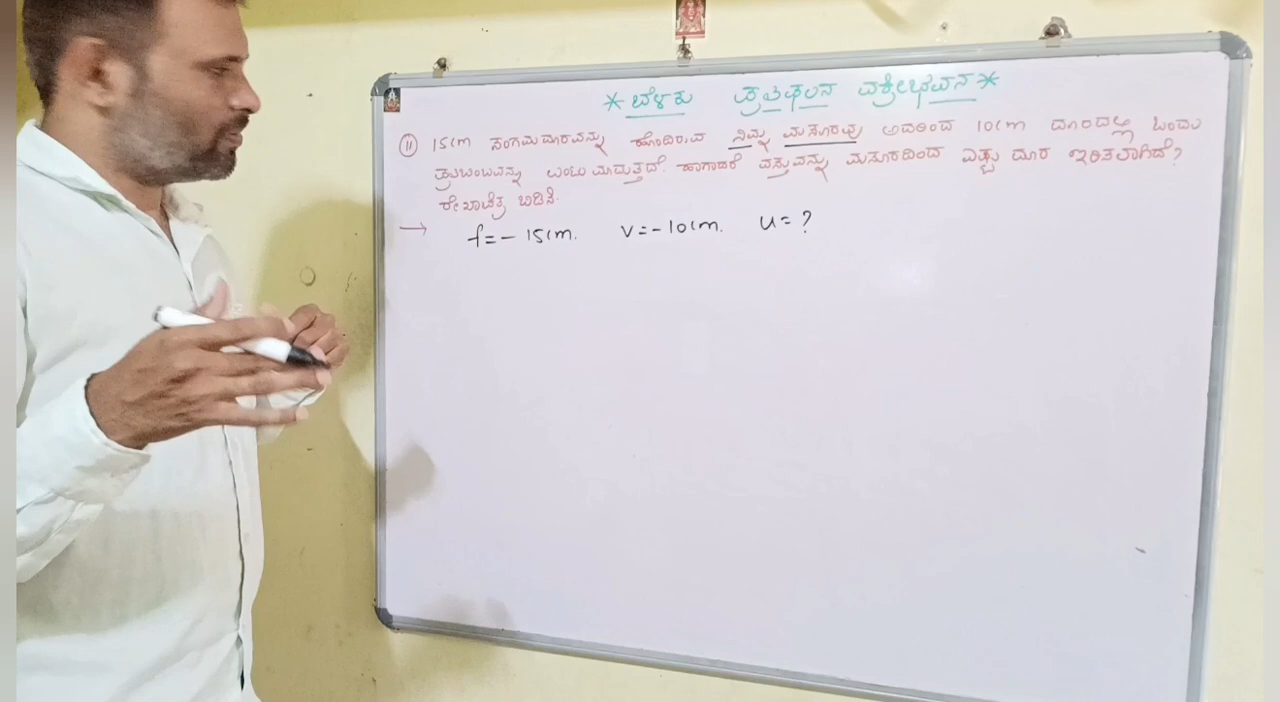 * ಬೆಳಕು ಪ್ರತಿಫಲನ ವಕ್ರೀಭವನ *
11 15cm ಸಂಗಮದೂರವನ್ನು ಹೊಂದಿರುವ ನಿಮ್ನ ಮಸೂರವು ಅದರಿಂದ 10cm ದೂರದಲ್ಲಿ ಒಂದು
ಪ್ರತಿಬಿಂಬವನ್ನು ಉಂಟುಮಾಡುತ್ತದೆ. ಹಾಗಾದರೆ ವಸ್ತುವನ್ನು ಮಸೂರದಿಂದ ಎಷ್ಟು ದೂರ ಇರಿಸಲಾಗಿದೆ?
ರೇಖಾಚಿತ್ರ ಬಿಡಿಸಿ.
→ f=-15cm. v=-10cm. u=?